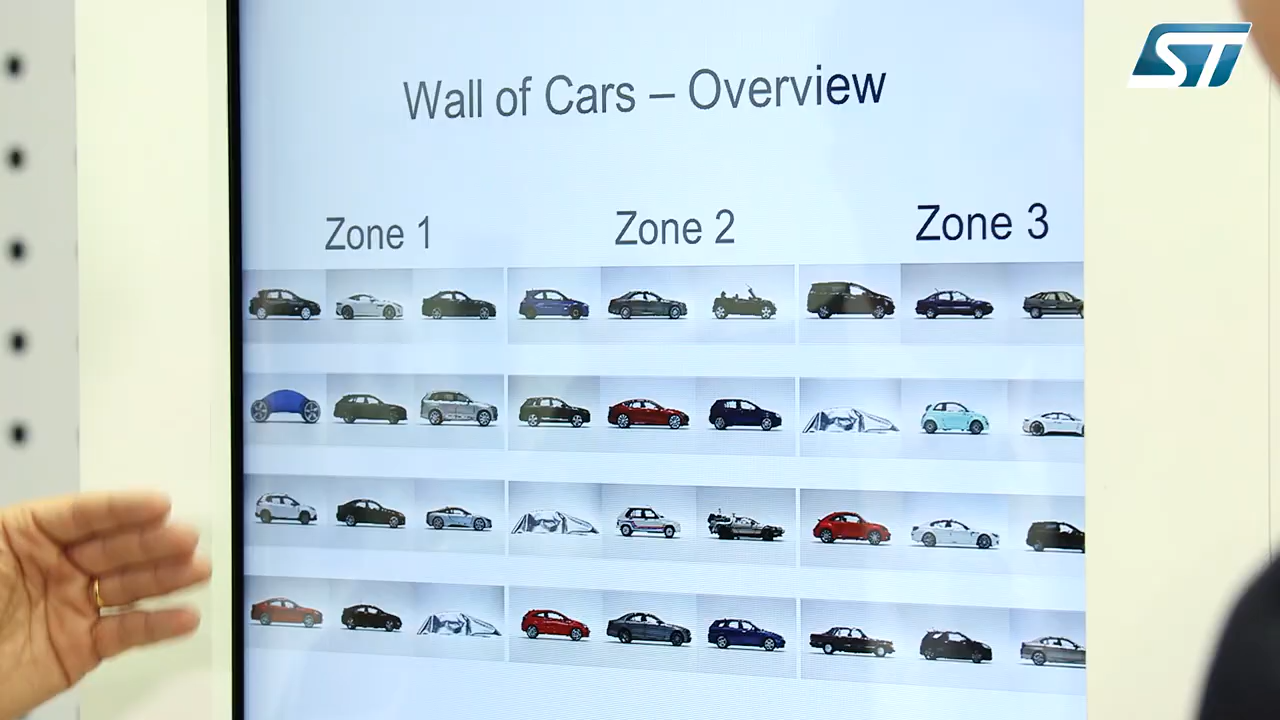 ST
Wall of Cars – Overview
Zone 1
Zone 2
Zone 3